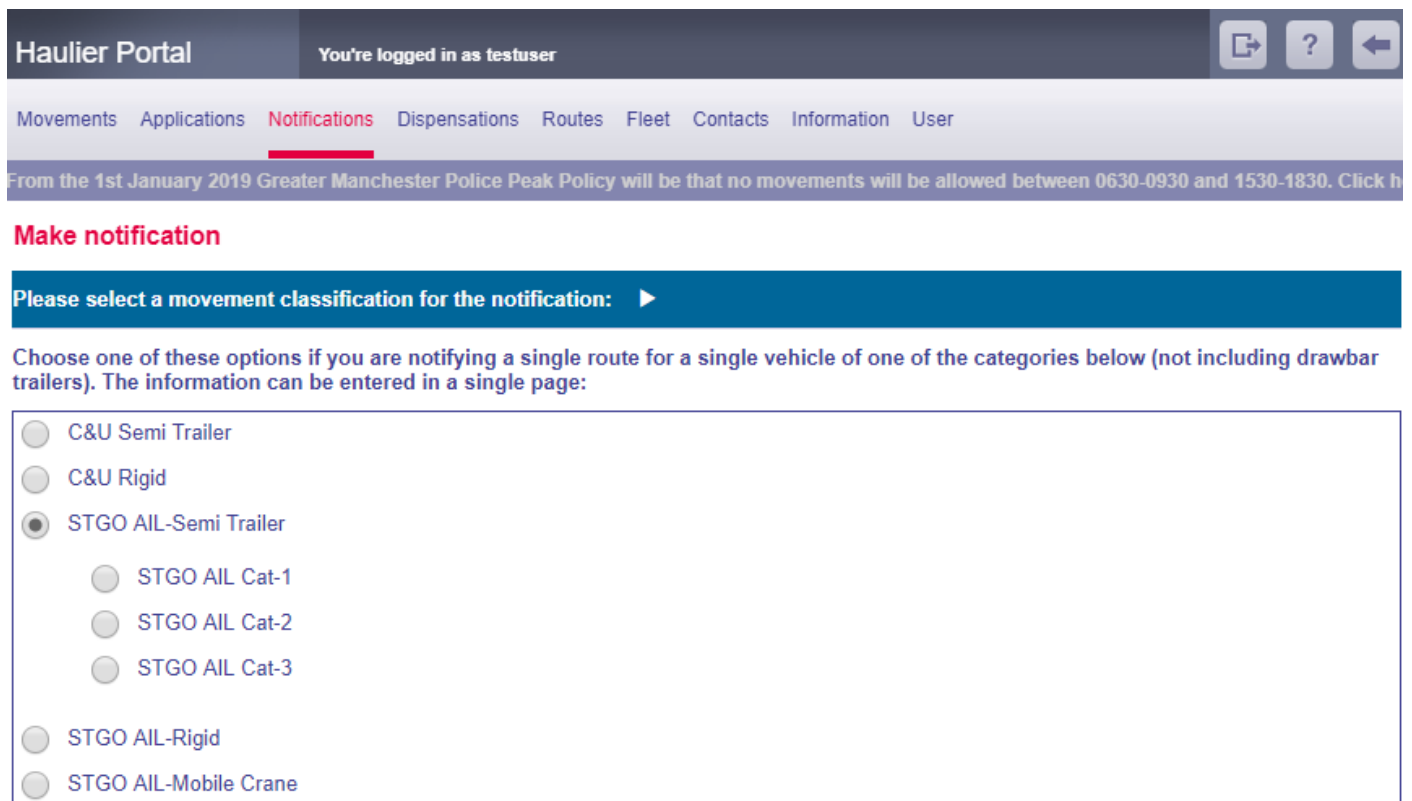 Haulier Portal
You're logged in as testuser
?
Movements Applications Notifications Dispensations Routes Fleet Contacts Information User
From the 1st January 2019 Greater Manchester Police Peak Policy will be that no movements will be allowed between 0630-0930 and 1530-1830. Click
Make notification
Please select a movement classification for the notification:
Choose one of these options if you are notifying a single route for a single vehicle of one of the categories below (not including drawbar
trailers). The information can be entered in a single page:
C&U Semi Trailer
C&U Rigid
STGO AIL-Semi Trailer
STGO AIL Cat-1
STGO AIL Cat-2
STGO AIL Cat-3
STGO AIL-Rigid
STGO AIL-Mobile Crane